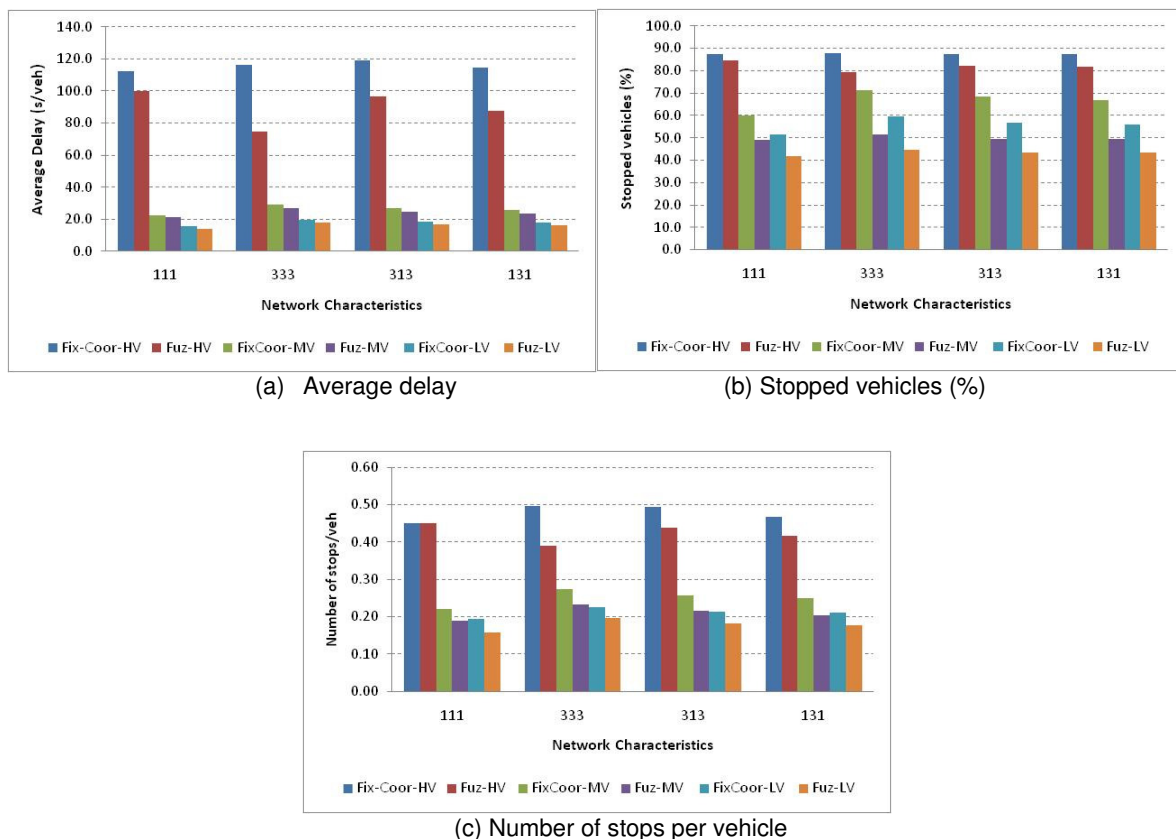 140.0
120.0
100.0
80.0
60.0
40.0
20.0
0.0
Average Delay (s/veh)
111 333 313 131
Network Characteristics
Fix-Coor-HV Fuz-HV FixCoor-MV Fuz-MV FixCoor-LV Fuz-LV
(a) Average delay
100.0
90.0
80.0
70.0
60.0
50.0
40.0
30.0
20.0
10.0
0.0
Stopped vehicles (%)
111 333 313 131
Network Characteristics
Fix-Coor-HV Fuz-HV FixCoor-MV Fuz-MV FixCoor-LV Fuz-LV
(b) Stopped vehicles (%)
0.60
0.50
0.40
0.30
0.20
0.10
0.00
Number of stops/veh
111 333 313 131
Network Characteristics
Fix-Coor-HV Fuz-HV FixCoor-MV Fuz-MV FixCoor-LV Fuz-LV
(c) Number of stops per vehicle